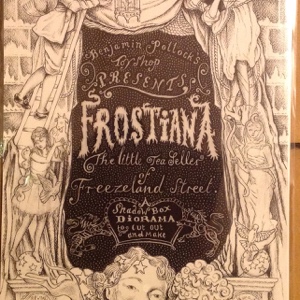 Benjamin Pollock's
Toy Shop
PRESENTS
FROSTIANA
The little Tea Seller
of
Freezeland Street.
A
Shadow Box
DIORAMA
to cut out
and make